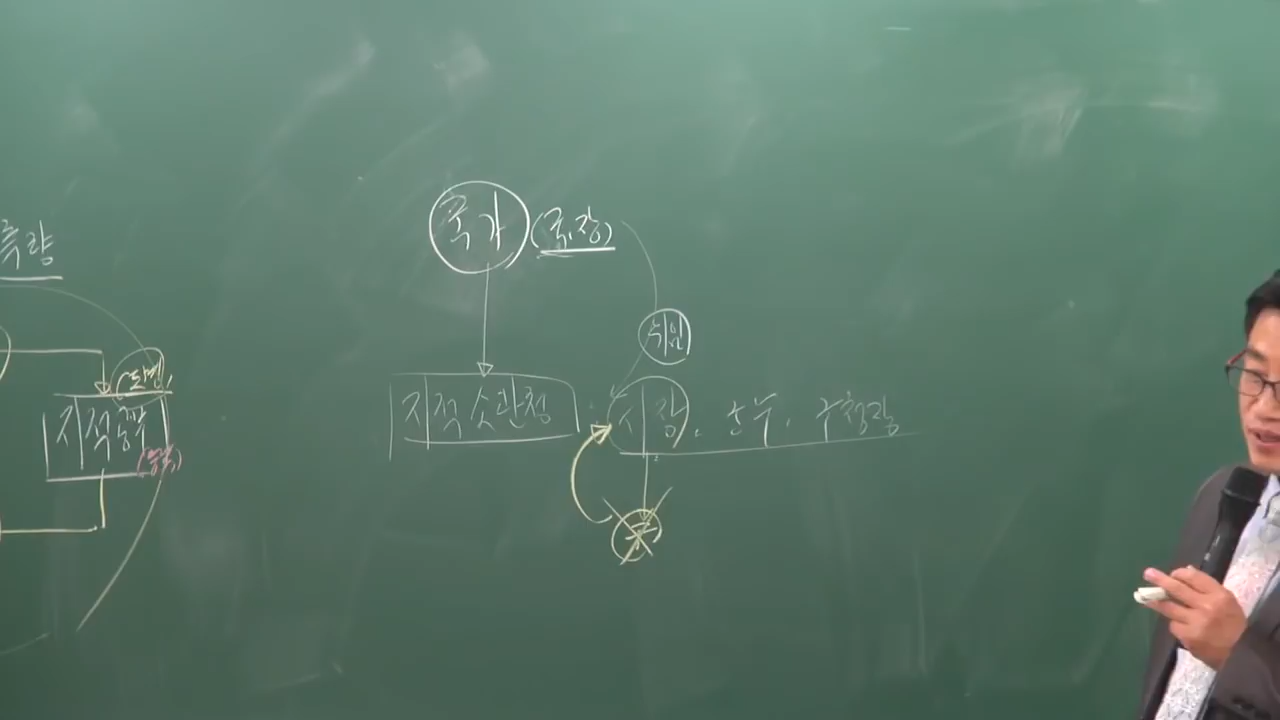 측량
국가 (국.장)
위임
지적 소관청 : 시장, 군수, 구청장
지적공부
구